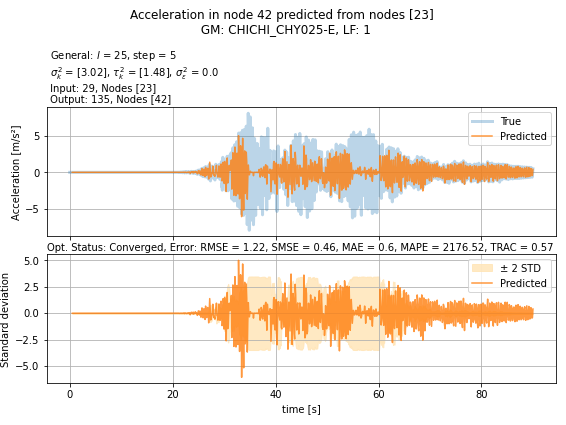 Acceleration in node 42 predicted from nodes [23]
GM: CHICHI_CHY025-E, LF: 1
General: l = 25, step = 5
σ²ₖ = [3.02], τ²ₖ = [1.48], σ²ε = 0.0
Input: 29, Nodes [23]
Output: 135, Nodes [42]
Acceleration [m/s²]
5
0
−5
True
Predicted
Opt. Status: Converged, Error: RMSE = 1.22, SMSE = 0.46, MAE = 0.6, MAPE = 2176.52, TRAC = 0.57
Standard deviation
5.0
2.5
0.0
−2.5
−5.0
± 2 STD
Predicted
0
20
40
60
80
time [s]